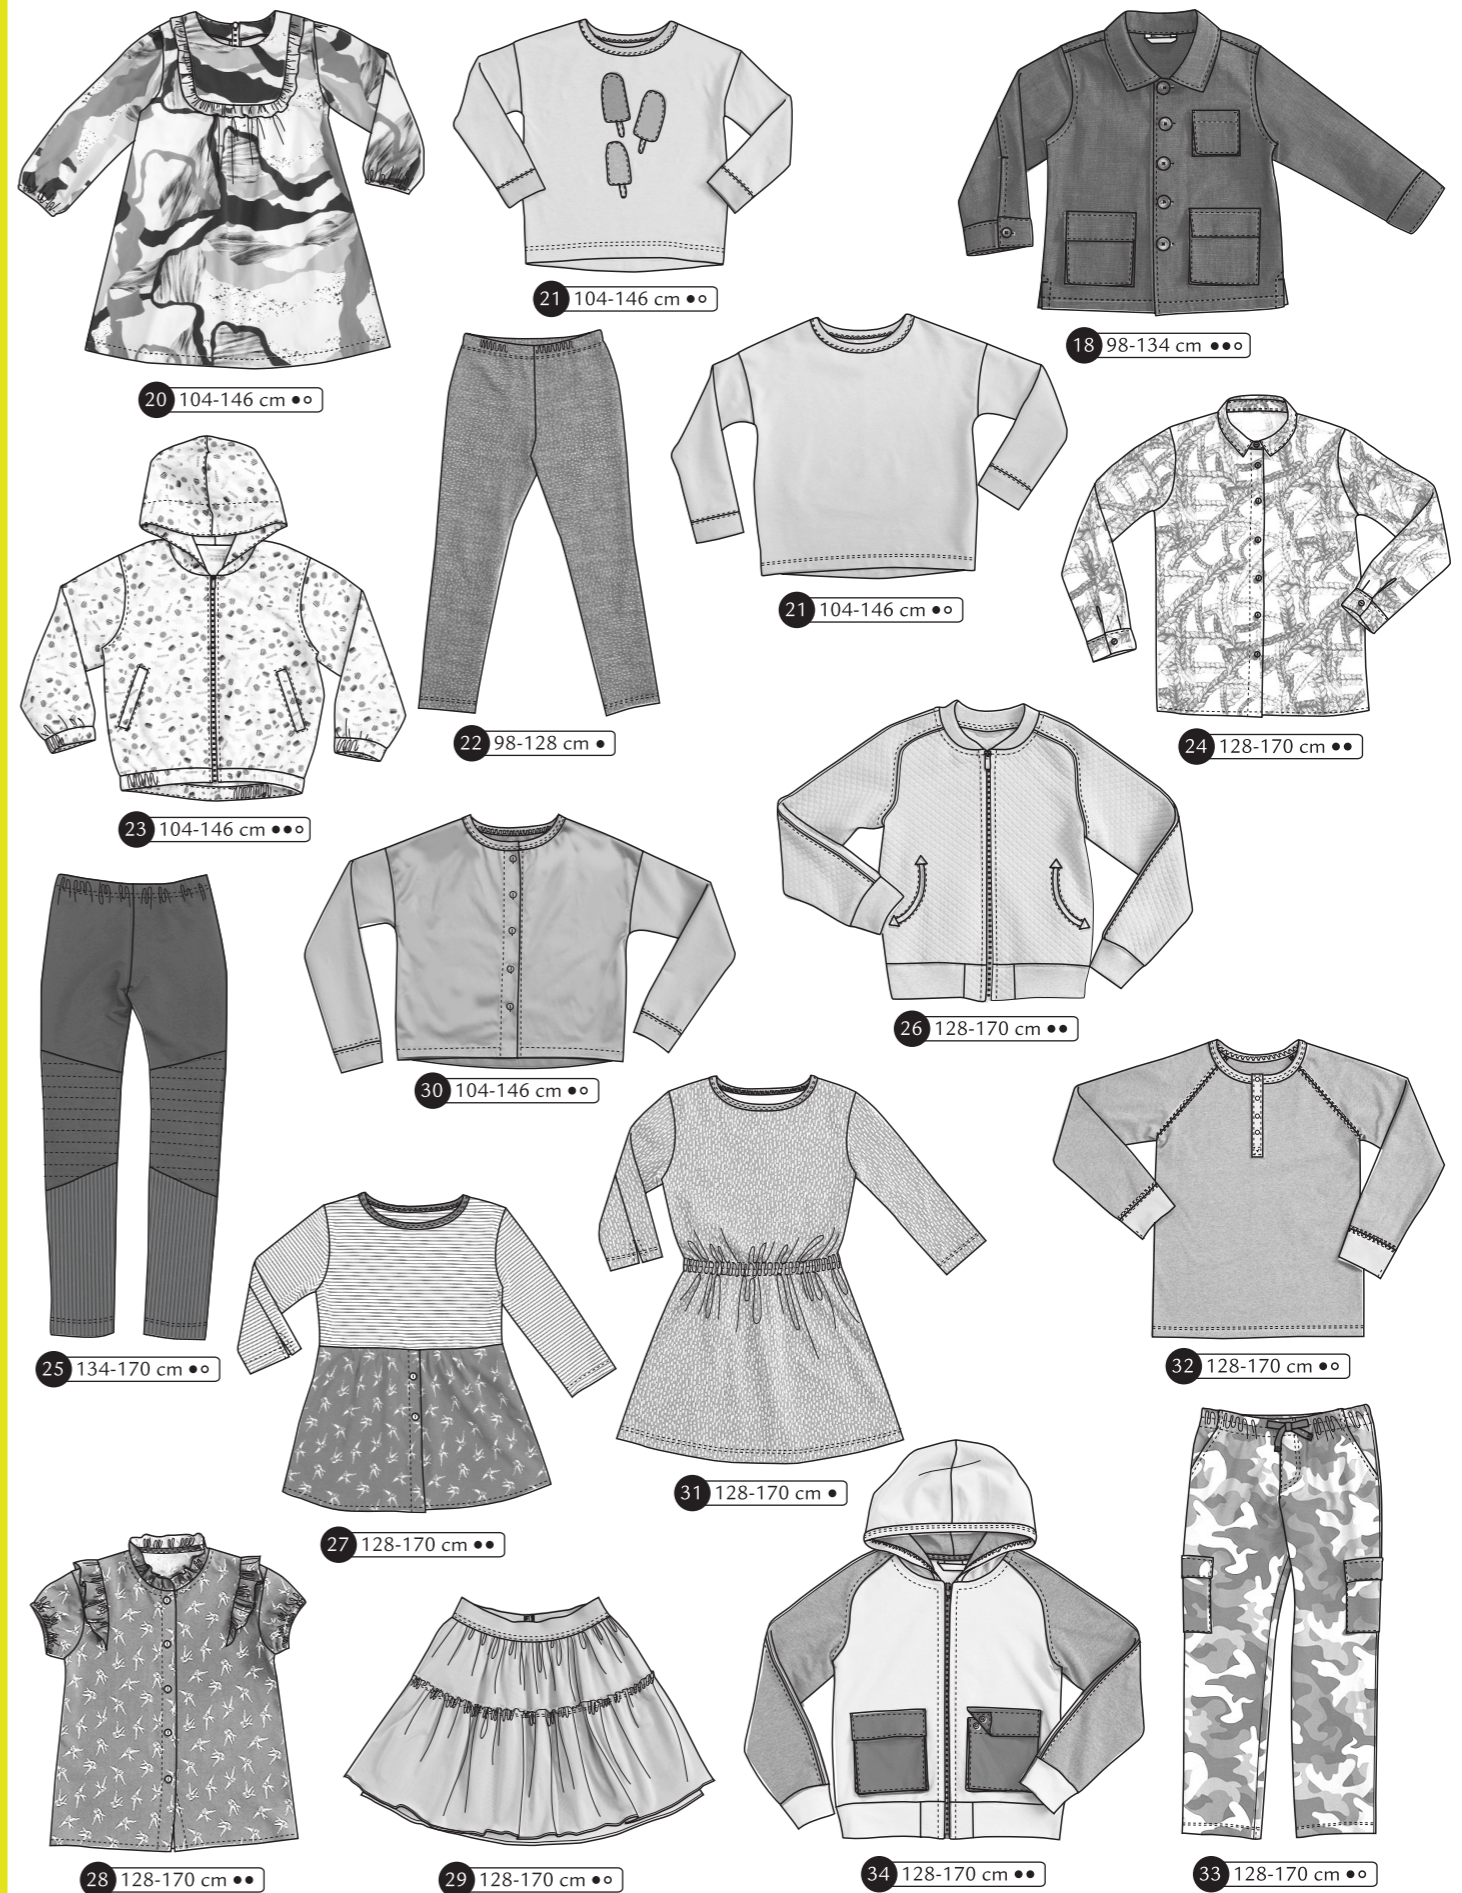 21 104-146 cm ●○
18 98-134 cm ●●○
20 104-146 cm ●○
21 104-146 cm ●○
22 98-128 cm ●
24 128-170 cm ●●
23 104-146 cm ●●○
26 128-170 cm ●●
30 104-146 cm ●○
25 134-170 cm ●○
32 128-170 cm ●○
31 128-170 cm ●
27 128-170 cm ●●
28 128-170 cm ●●
29 128-170 cm ●○
34 128-170 cm ●●
33 128-170 cm ●○